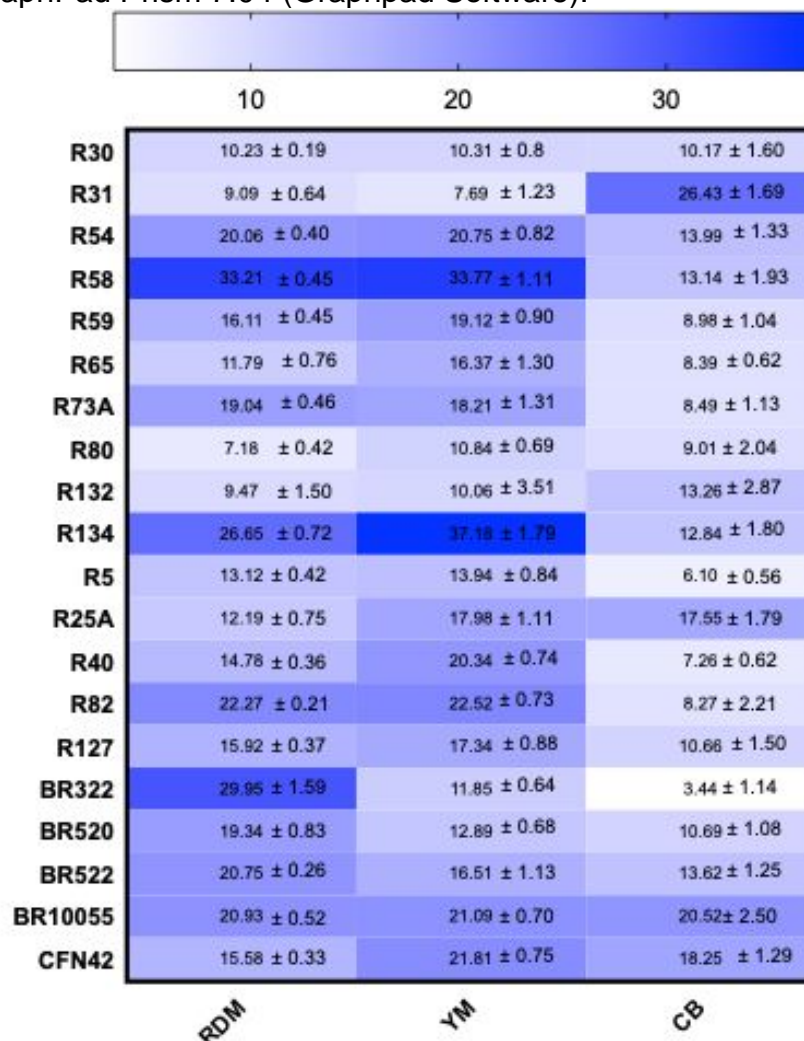 10 20 30
R30 10.23 ± 0.19 10.31 ± 0.8 10.17 ± 1.60
R31 9.09 ± 0.64 7.69 ± 1.23 26.43 ± 1.69
R54 20.06 ± 0.40 20.75 ± 0.82 13.99 ± 1.33
R58 33.21 ± 0.45 33.77 ± 1.11 13.14 ± 1.93
R59 16.11 ± 0.45 19.12 ± 0.90 8.98 ± 1.04
R65 11.79 ± 0.76 16.37 ± 1.30 8.39 ± 0.62
R73A 19.04 ± 0.46 18.21 ± 1.31 8.49 ± 1.13
R80 7.18 ± 0.42 10.84 ± 0.69 9.01 ± 2.04
R132 9.47 ± 1.50 10.06 ± 3.51 13.26 ± 2.87
R134 26.65 ± 0.72 37.18 ± 1.79 12.84 ± 1.80
R5 13.12 ± 0.42 13.94 ± 0.84 6.10 ± 0.56
R25A 12.19 ± 0.75 17.98 ± 1.11 17.55 ± 1.79
R40 14.78 ± 0.36 20.34 ± 0.74 7.26 ± 0.62
R82 22.27 ± 0.21 22.52 ± 0.73 8.27 ± 2.21
R127 15.92 ± 0.37 17.34 ± 0.88 10.66 ± 1.50
BR322 29.95 ± 1.59 11.85 ± 0.64 3.44 ± 1.14
BR520 19.34 ± 0.83 12.89 ± 0.68 10.69 ± 1.08
BR522 20.75 ± 0.26 16.51 ± 1.13 13.62 ± 1.25
BR10055 20.93 ± 0.52 21.09 ± 0.70 20.52± 2.50
CFN42 15.58 ± 0.33 21.81 ± 0.75 18.25 ± 1.29
RDM YM CB